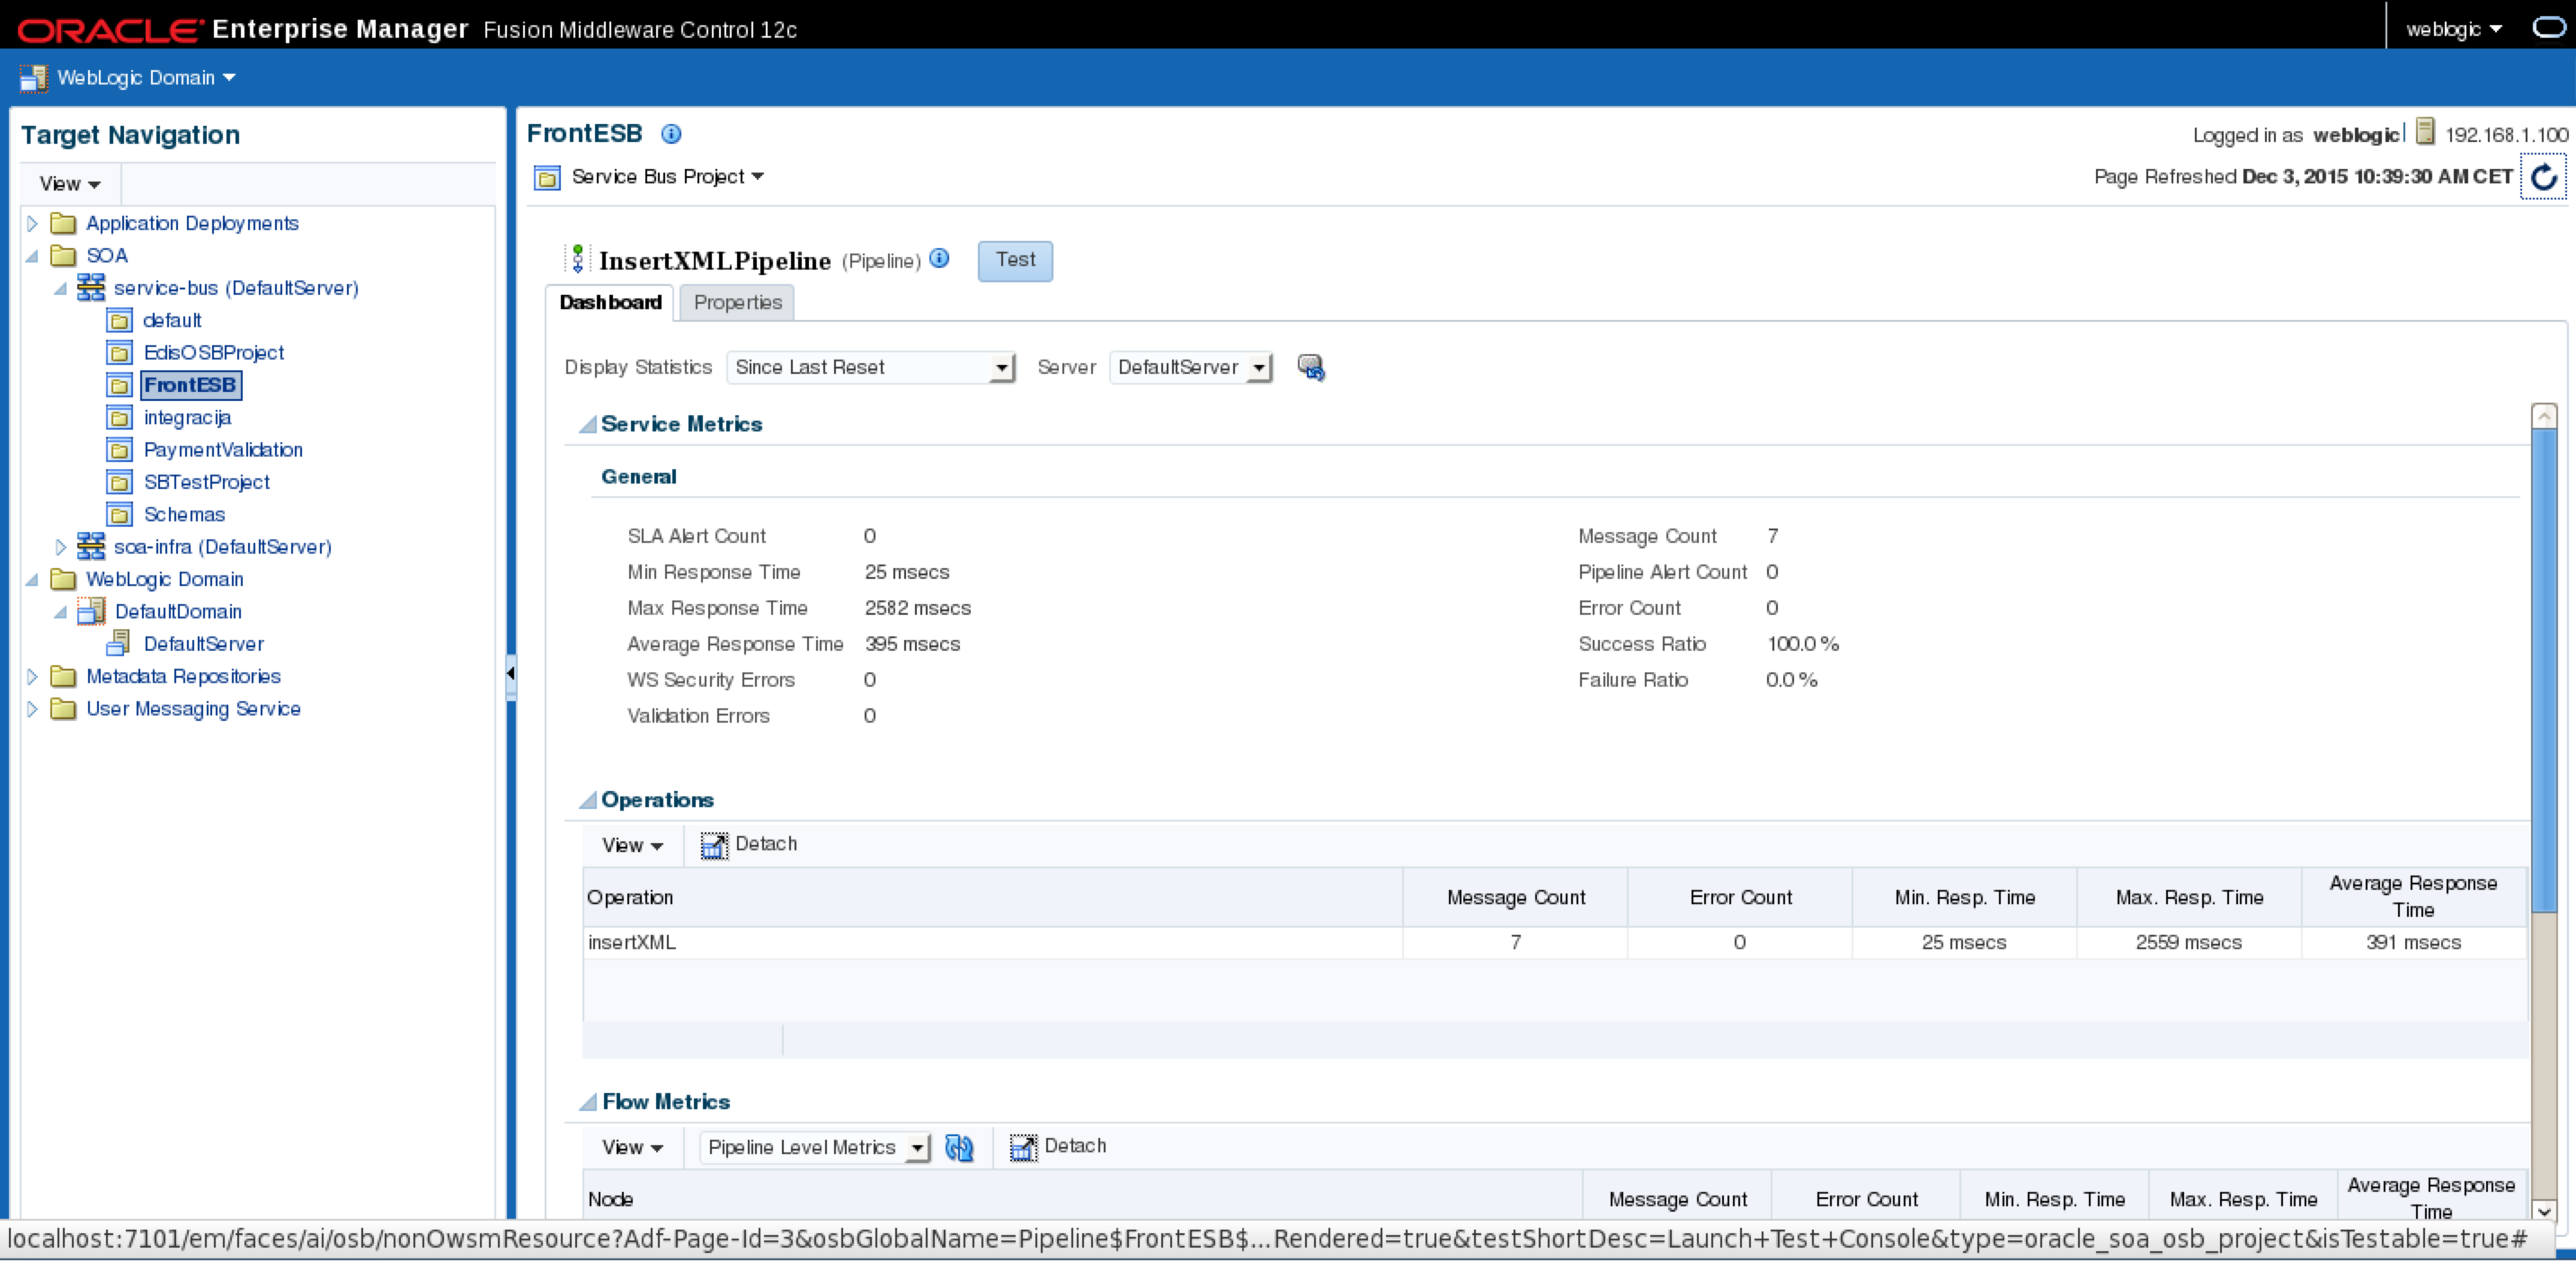 ORACLE Enterprise Manager Fusion Middleware Control 12c
weblogic
WebLogic Domain
Target Navigation
View
Application Deployments
SOA
service-bus (DefaultServer)
default
EdisOSBProject
FrontESB
integracija
PaymentValidation
SBTestProject
Schemas
soa-infra (DefaultServer)
WebLogic Domain
DefaultDomain
DefaultServer
Metadata Repositories
User Messaging Service
FrontESB
Logged in as weblogic 192.168.1.100
Service Bus Project
Page Refreshed Dec 3, 2015 10:39:30 AM CET
InsertXMLPipeline (Pipeline) Test
Dashboard Properties
Display Statistics Since Last Reset Server DefaultServer
Service Metrics
General
SLA Alert Count 0 Message Count 7
Min Response Time 25 msecs Pipeline Alert Count 0
Max Response Time 2582 msecs Error Count 0
Average Response Time 395 msecs Success Ratio 100.0 %
WS Security Errors 0 Failure Ratio 0.0 %
Validation Errors 0
Operations
View Detach
Operation Message Count Error Count Min. Resp. Time Max. Resp. Time Average Response
Time
insertXML 7 0 25 msecs 2559 msecs 391 msecs
Flow Metrics
View Pipeline Level Metrics Detach
Node Message Count Error Count Min. Resp. Time Max. Resp. Time Average Response
Time
localhost:7101/em/faces/ai/osb/nonOwsmResource?Adf-Page-Id=3&osbGlobalName=Pipeline$FrontESB$...Rendered=true&testShortDesc=Launch+Test+Console&type=oracle_soa_osb_project&isTestable=true#